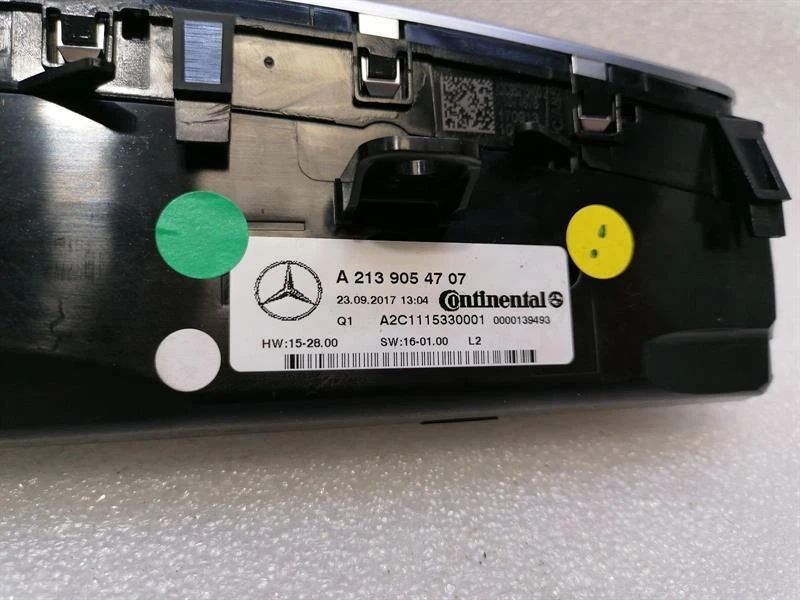 A 213 905 47 07
23.09.2017 13:04 Continental
Q1 A2C1115330001 0000139493
HW:15-28.00 SW:16-01.00 L2